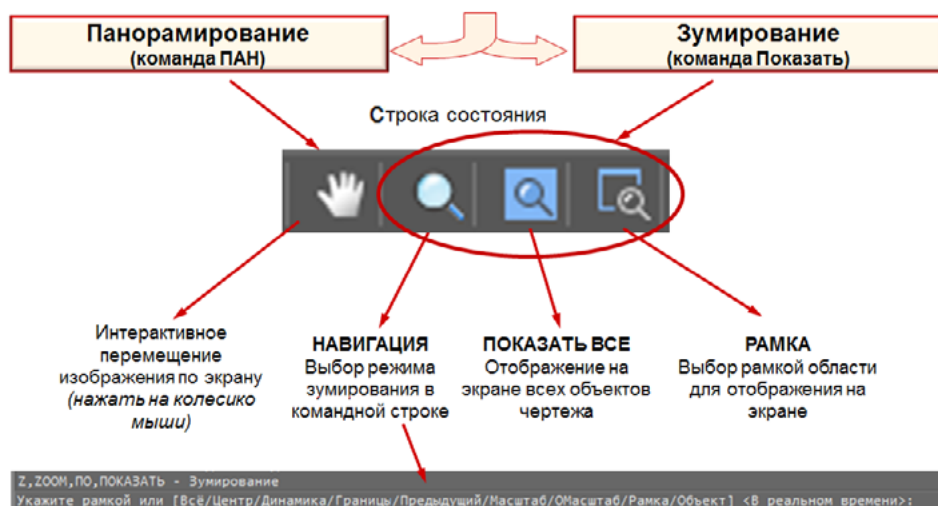 Панорамирование
(команда ПАН)
Зумирование
(команда Показать)
Строка состояния
Интерактивное
перемещение
изображения по экрану
(нажать на колесико
мыши)
НАВИГАЦИЯ
Выбор режима
зумирования в
командной строке
ПОКАЗАТЬ ВСЕ
Отображение на
экране всех объектов
чертежа
РАМКА
Выбор рамкой области
для отображения на
экране
Z,ZOOM,ПО,ПОКАЗАТЬ - Зумирование
Укажите рамкой или [Всё/Центр/Динамика/Границы/Предыдущий/Масштаб/ОМасштаб/Рамка/Объект] <В реальном времени>: